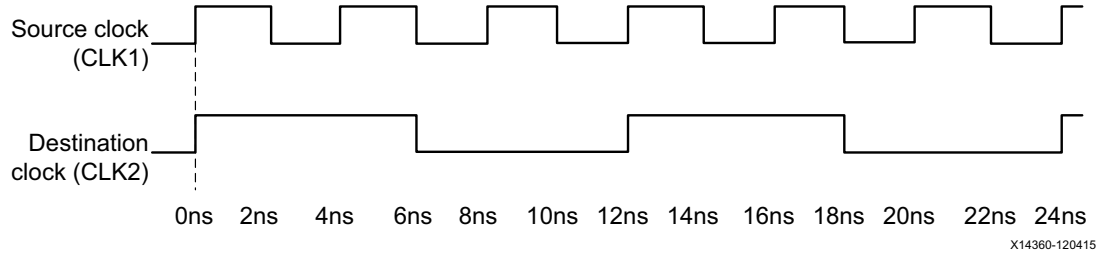 Source clock
(CLK1)
Destination
clock (CLK2)
0ns 2ns 4ns 6ns 8ns 10ns 12ns 14ns 16ns 18ns 20ns 22ns 24ns
X14360-120415